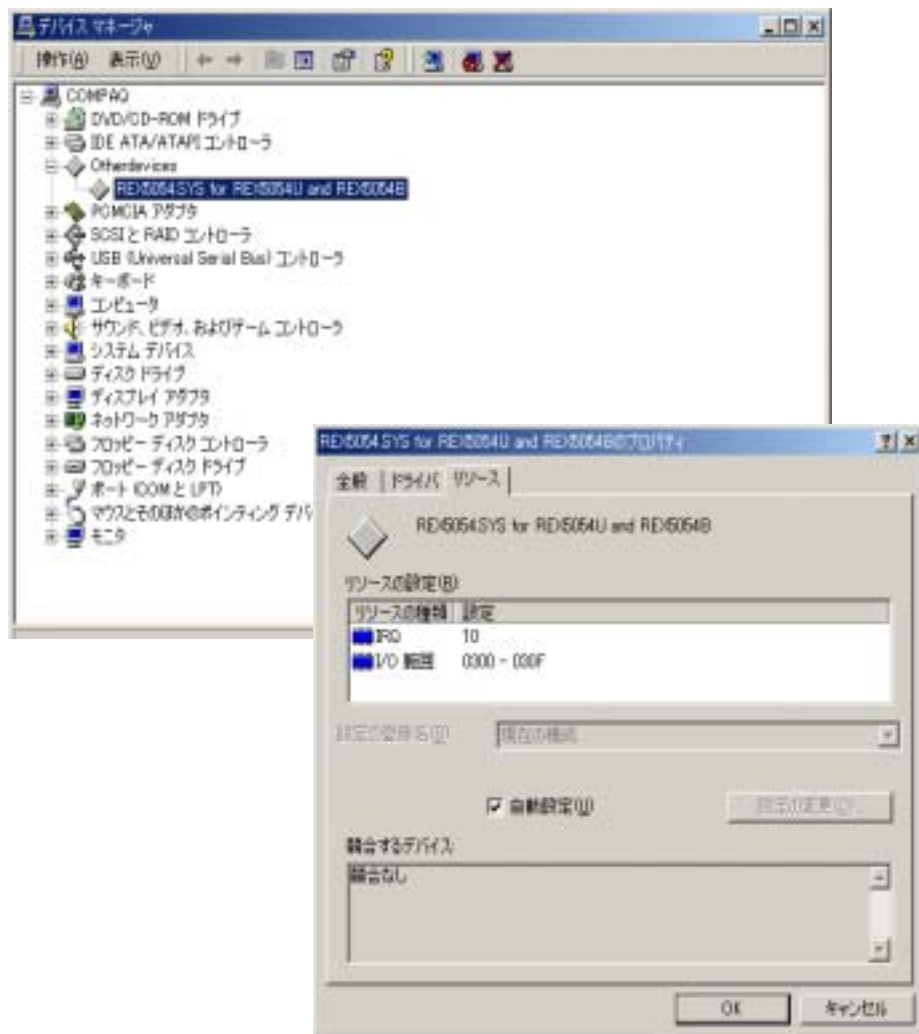 デバイス マネージャ
操作(A) 表示(V)
COMPAQ
DVD/CD-ROM ドライブ
IDE ATA/ATAPI コントローラ
Otherdevices
REX5054.SYS for REX5054U and REX5054B
PCMCIA アダプタ
SCSI と RAID コントローラ
USB (Universal Serial Bus) コントローラ
キーボード
コンピュータ
サウンド、ビデオ、およびゲーム コントローラ
システム デバイス
ディスク ドライブ
ディスプレイ アダプタ
ネットワーク アダプタ
フロッピー ディスク コントローラ
フロッピー ディスク ドライブ
ポート (COM と LPT)
マウスとそのほかのポインティング デバ
モニタ
REX5054.SYS for REX5054U and REX5054Bのプロパティ
全般 ドライバ リソース
REX5054.SYS for REX5054U and REX5054B
リソースの設定(R)
リソースの種類 設定
IRQ 10
I/O 範囲 0300 - 030F
設定の登録名(B) 現在の構成
自動設定(U) 設定の変更(C)...
競合するデバイス:
競合なし
OK キャンセル